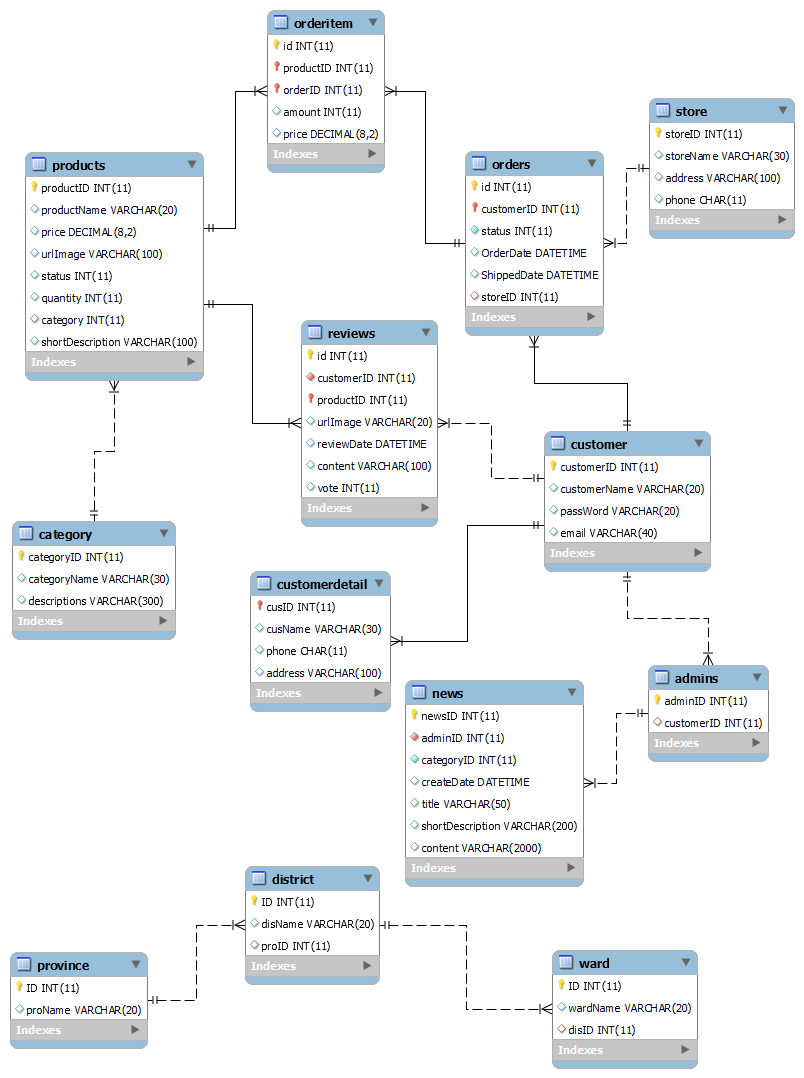 orderitem
id INT(11)
productID INT(11)
orderID INT(11)
amount INT(11)
price DECIMAL(8,2)
Indexes
store
storeID INT(11)
storeName VARCHAR(30)
address VARCHAR(100)
phone CHAR(11)
Indexes
products
productID INT(11)
productName VARCHAR(20)
price DECIMAL(8,2)
urlImage VARCHAR(100)
status INT(11)
quantity INT(11)
category INT(11)
shortDescription VARCHAR(100)
Indexes
orders
id INT(11)
customerID INT(11)
status INT(11)
OrderDate DATETIME
ShippedDate DATETIME
storeID INT(11)
Indexes
reviews
id INT(11)
customerID INT(11)
productID INT(11)
urlImage VARCHAR(20)
reviewDate DATETIME
content VARCHAR(100)
vote INT(11)
Indexes
customer
customerID INT(11)
customerName VARCHAR(20)
passWord VARCHAR(20)
email VARCHAR(40)
Indexes
category
categoryID INT(11)
categoryName VARCHAR(30)
descriptions VARCHAR(300)
Indexes
customerdetail
cusID INT(11)
cusName VARCHAR(30)
phone CHAR(11)
address VARCHAR(100)
Indexes
admins
adminID INT(11)
customerID INT(11)
Indexes
news
newsID INT(11)
adminID INT(11)
categoryID INT(11)
createDate DATETIME
title VARCHAR(50)
shortDescription VARCHAR(200)
content VARCHAR(2000)
Indexes
district
ID INT(11)
disName VARCHAR(20)
proID INT(11)
Indexes
province
ID INT(11)
proName VARCHAR(20)
Indexes
ward
ID INT(11)
wardName VARCHAR(20)
disID INT(11)
Indexes